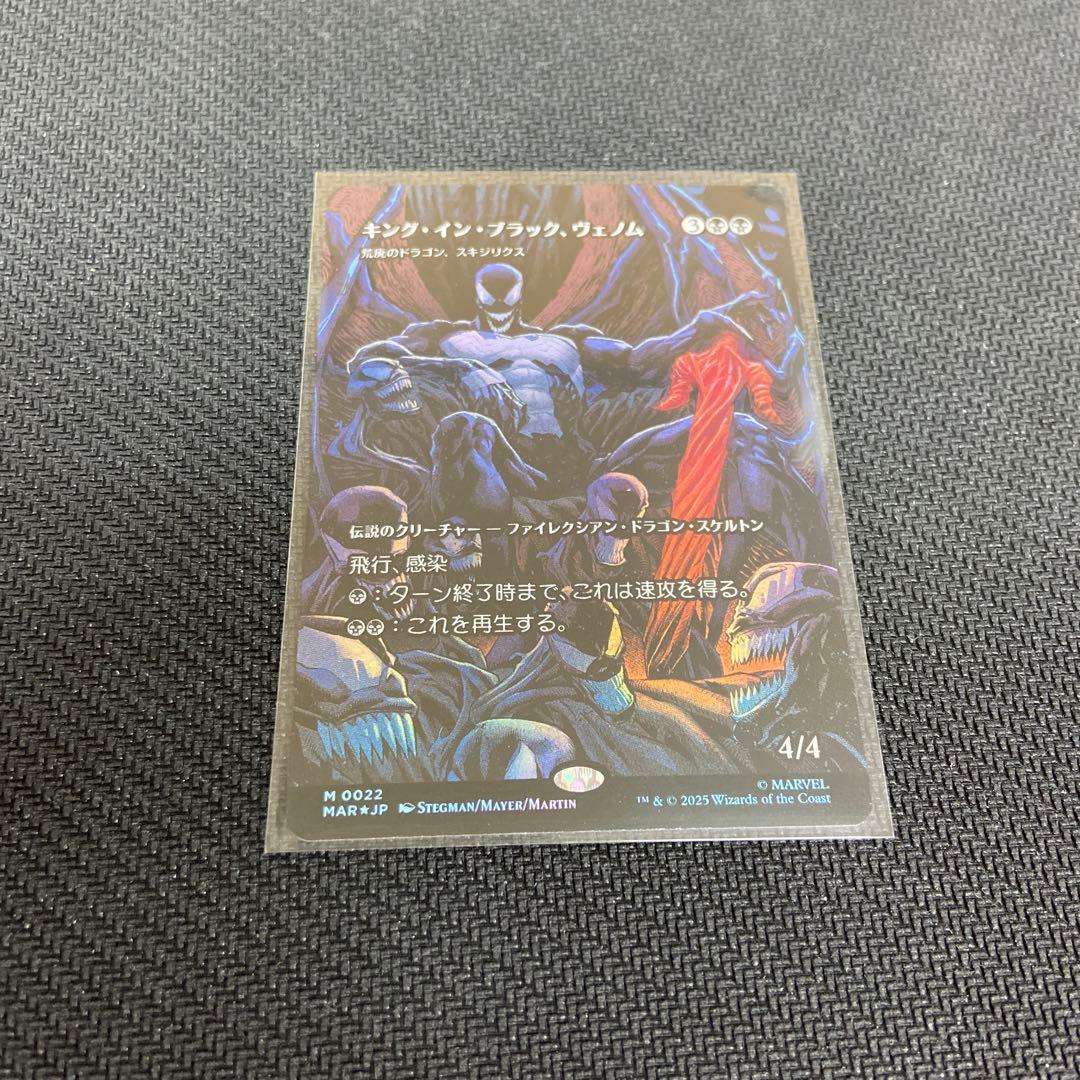 キング・イン・ブラック、ヴェノム 3
荒廃のドラゴン、スキジリクス
伝説のクリーチャー ― ファイレクシアン・ドラゴン・スケルトン
飛行、感染
：ターン終了時まで、これは速攻を得る。
：これを再生する。
4/4
M 0022
MAR★JP STEGMAN/MAYER/MARTIN
© MARVEL
™ & © 2025 Wizards of the Coast